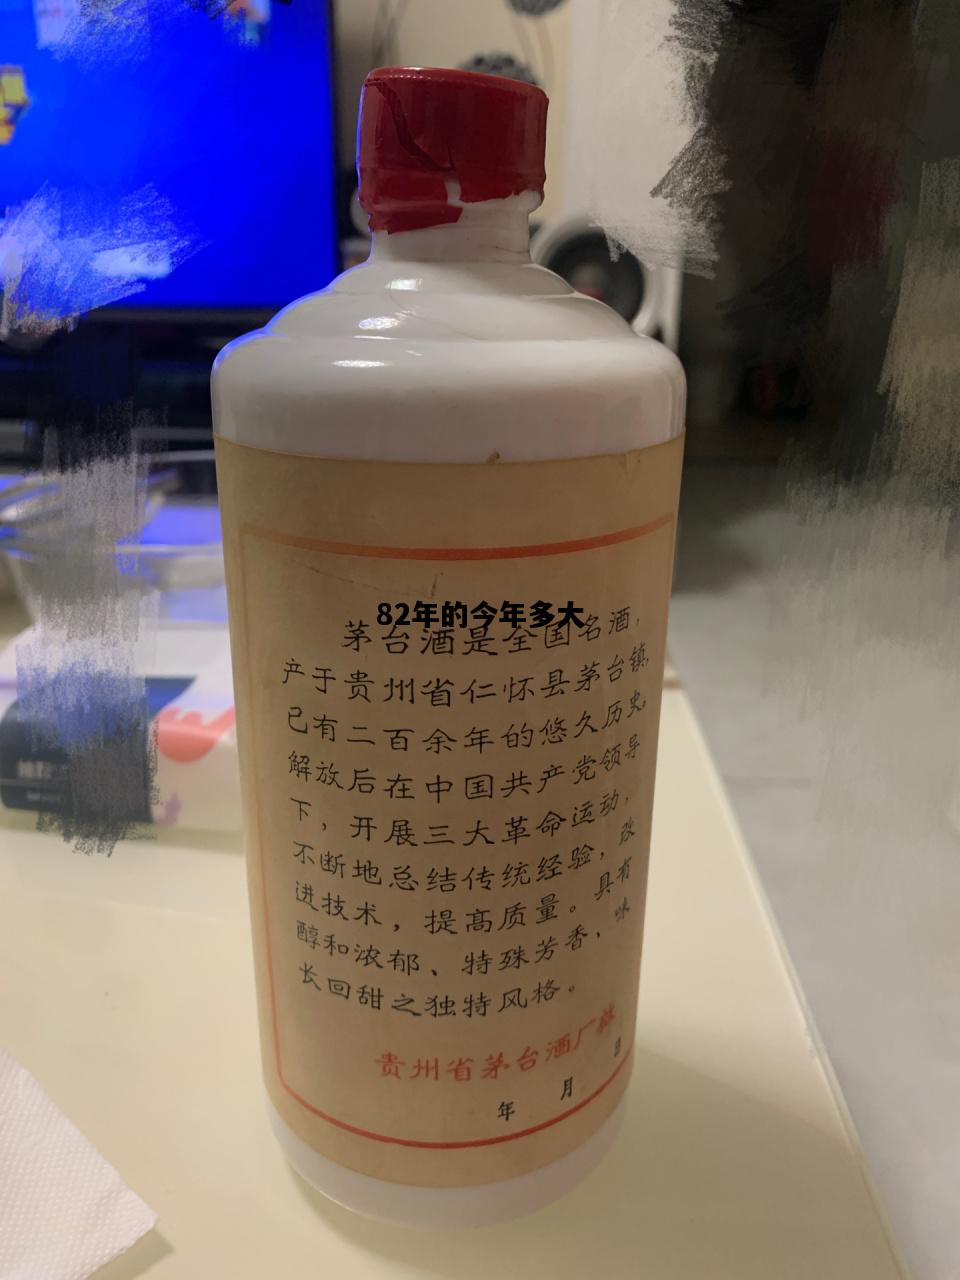 82年的今年多大
茅台酒是全国名酒，
产于贵州省仁怀县茅台镇，
已有二百余年的悠久历史，
解放后在中国共产党领导
下，开展三大革命运动，
不断地总结传统经验，改
进技术，提高质量。具有
醇和浓郁、特殊芳香，味
长回甜之独特风格。
贵州省茅台酒厂
年 月 日